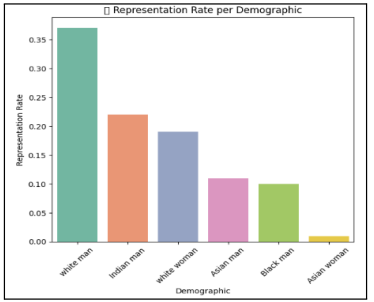 Representation Rate per Demographic
Representation Rate
0.35
0.30
0.25
0.20
0.15
0.10
0.05
0.00
white man
Indian man
white woman
Asian man
Black man
Asian woman
Demographic